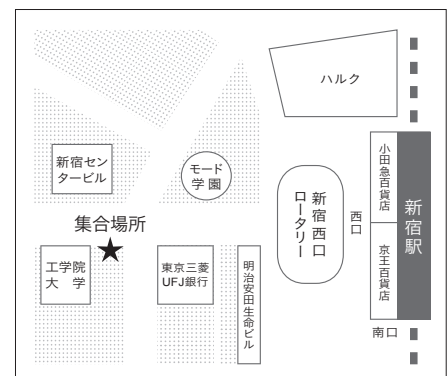 ハルク
新宿セン
タービル
モード
学園
小田急百貨店
新宿駅
新宿西口
ロータリー
西口
集合場所
工学院
大　学
東京三菱
UFJ銀行
明治安田生命ビル
京王百貨店
南口